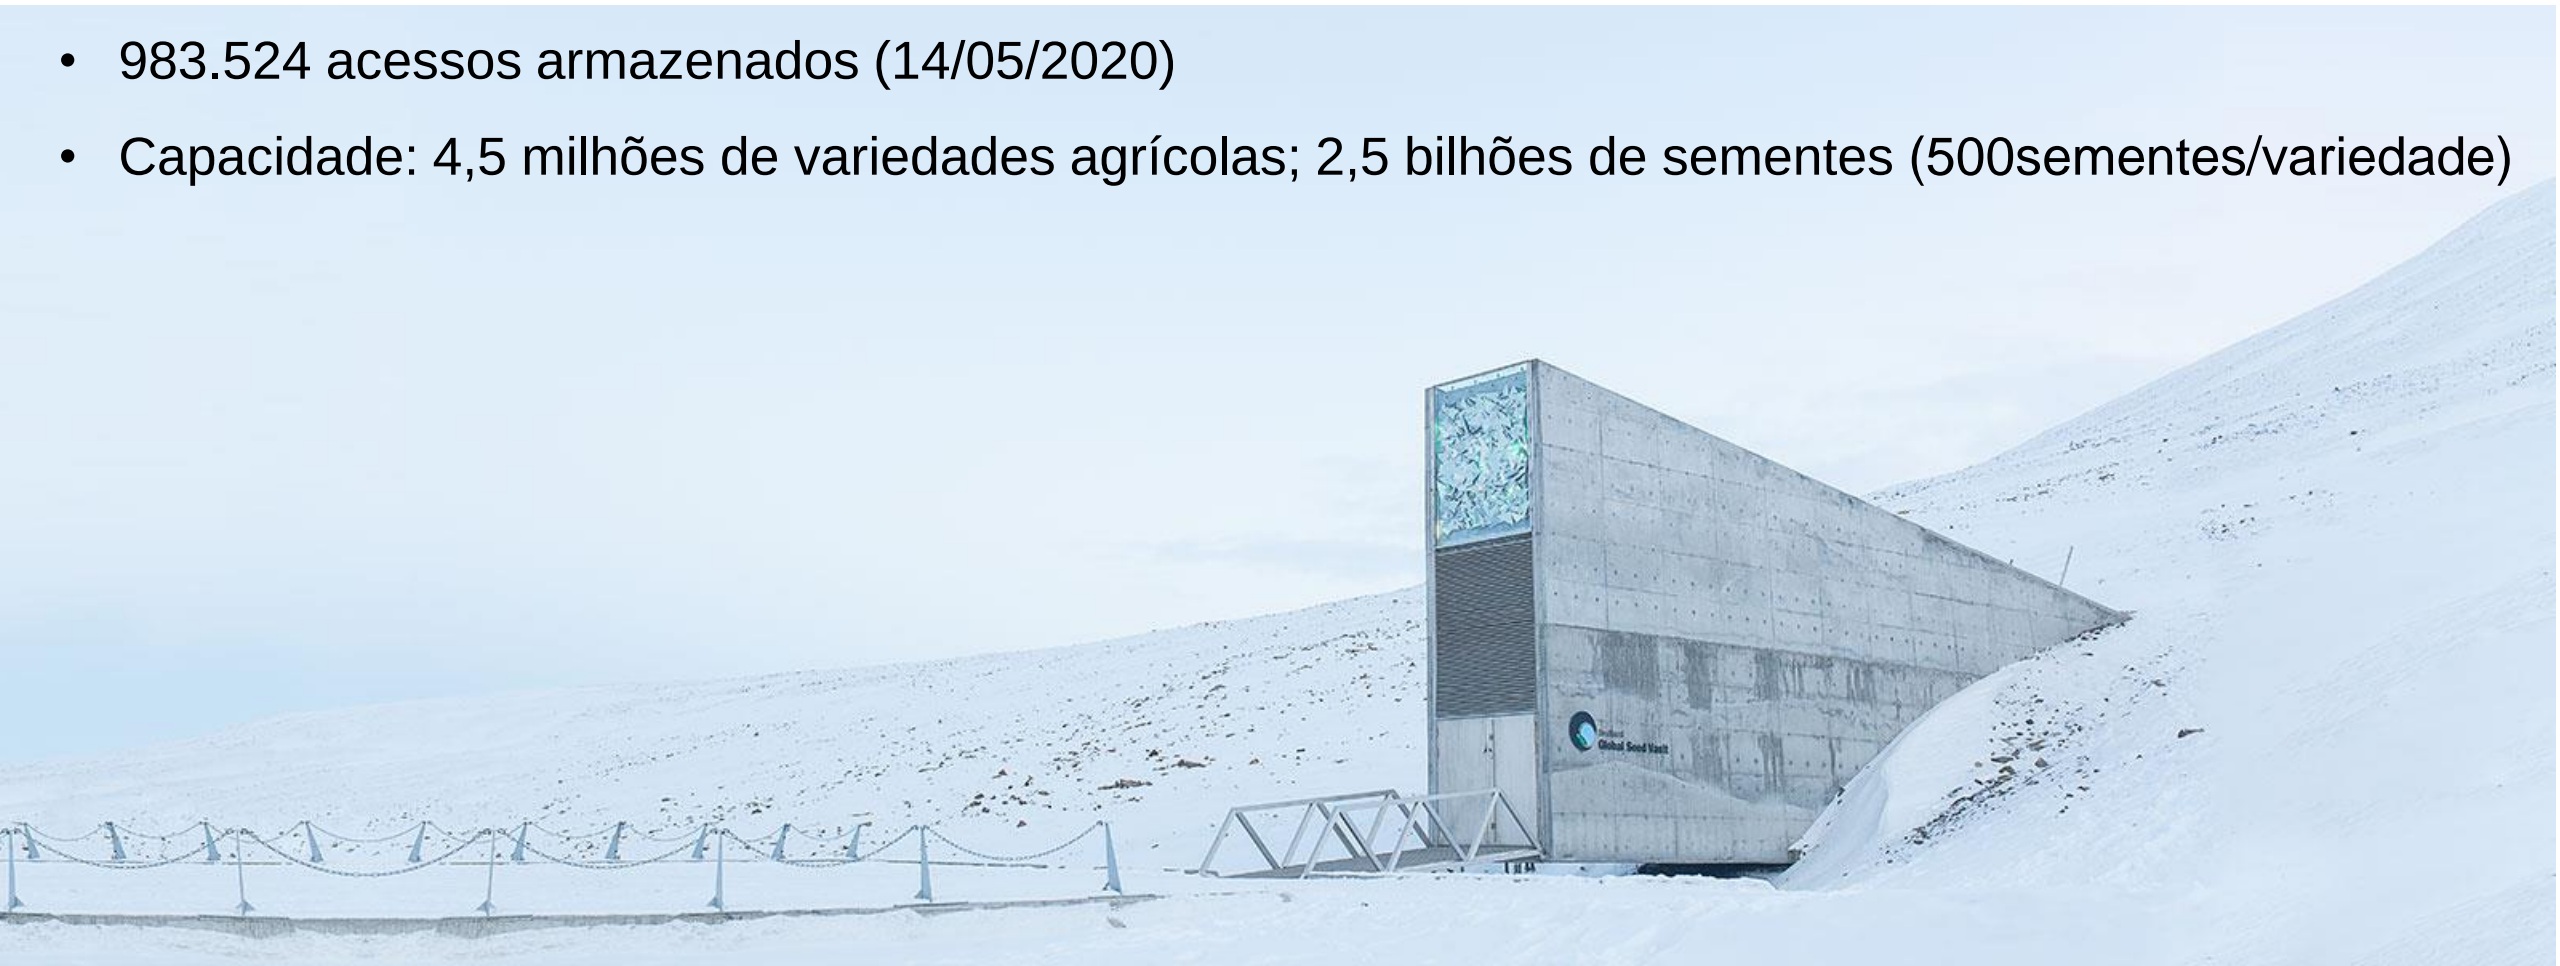 • 983.524 acessos armazenados (14/05/2020)
• Capacidade: 4,5 milhões de variedades agrícolas; 2,5 bilhões de sementes (500sementes/variedade)
Svalbard
Global Seed Vault